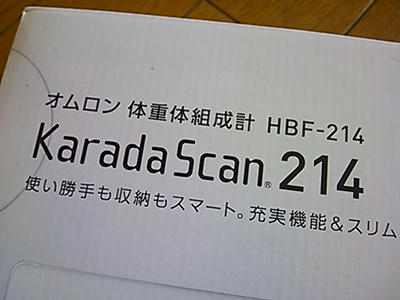 オムロン 体重体組成計 HBF-214
KaradaScan® 214
使い勝手も収納もスマート。充実機能&スリム